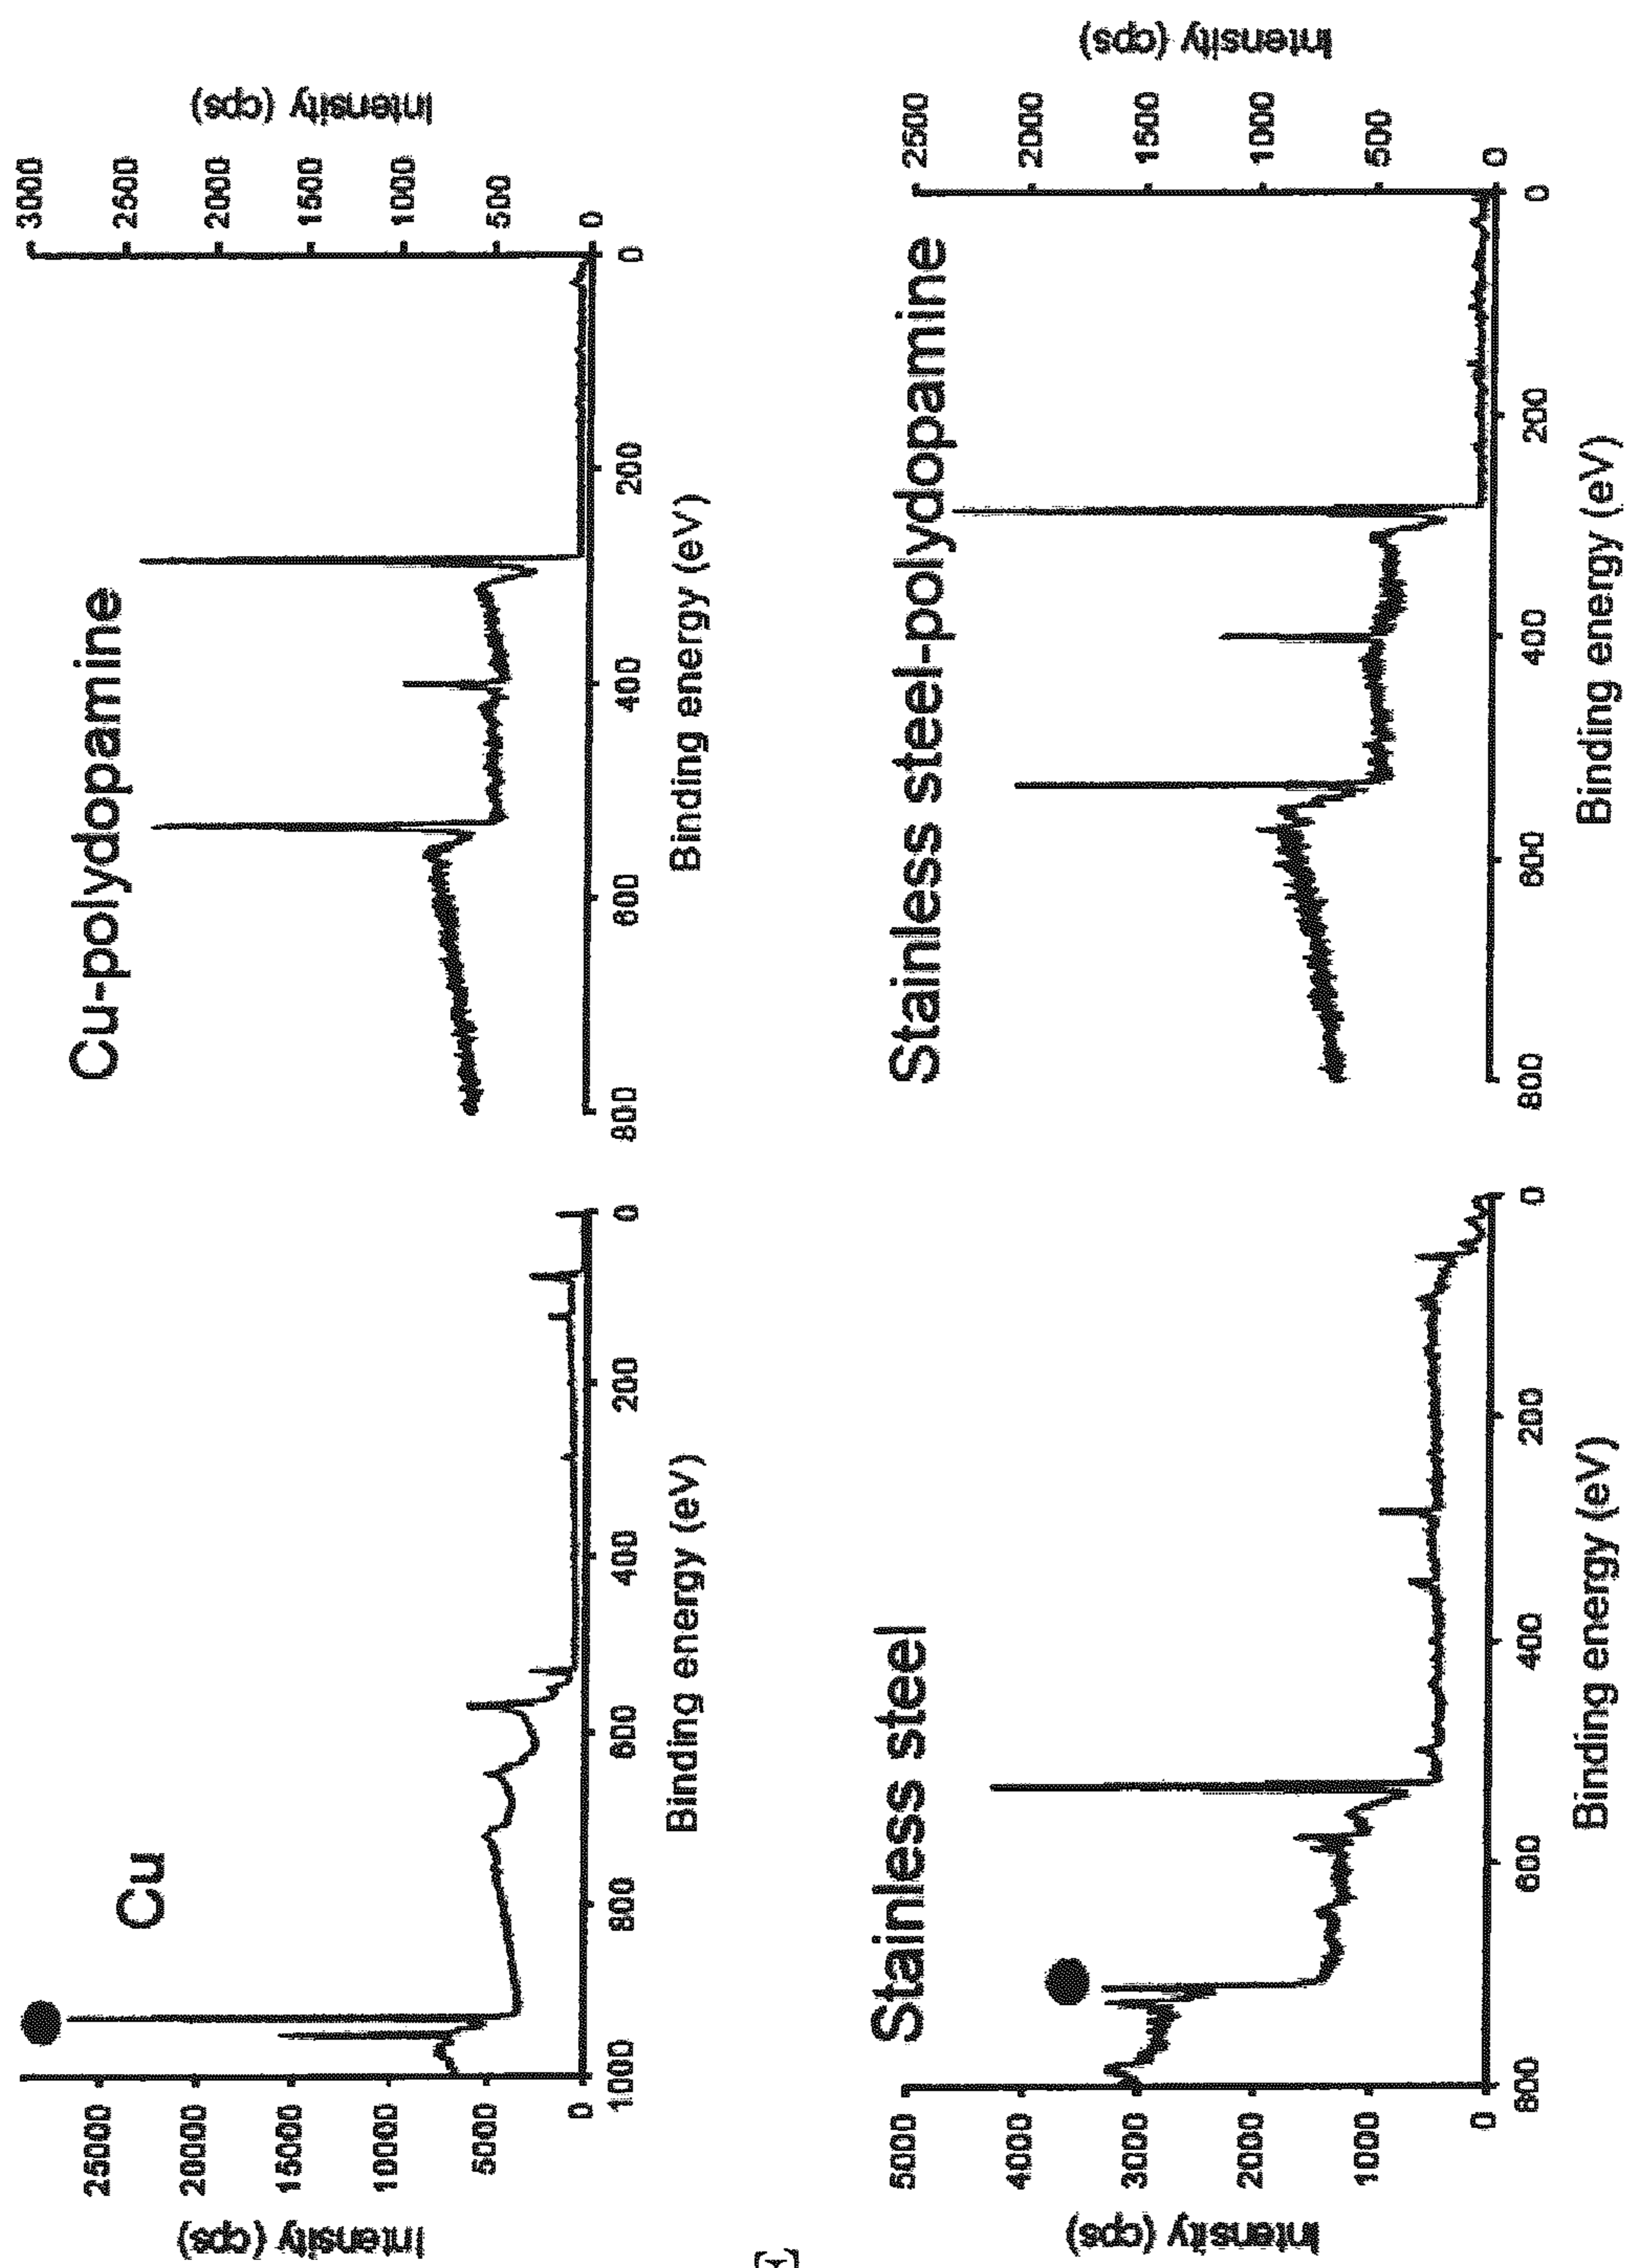 Cu
Intensity (cps)
25000
20000
15000
10000
5000
0
1000 800 600 400 200 0
Binding energy (eV)
Cu-polydopamine
3000
2500
2000
1500
1000
500
0
Intensity (cps)
800 600 400 200 0
Binding energy (eV)
Stainless steel
Intensity (cps)
5000
4000
3000
2000
1000
0
800 600 400 200 0
Binding energy (eV)
Stainless steel-polydopamine
2500
2000
1500
1000
500
0
Intensity (cps)
800 600 400 200 0
Binding energy (eV)